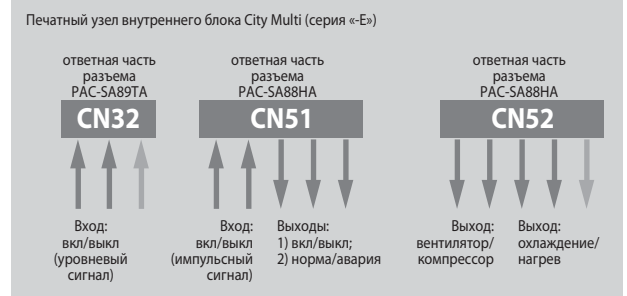 Печатный узел внутреннего блока City Multi (серия «-E»)
ответная часть
разъема
PAC-SA89TA
CN32
Вход:
вкл/выкл
(уровневый
сигнал)
ответная часть
разъема
PAC-SA88HA
CN51
Вход:
вкл/выкл
(импульсный
сигнал)
Выходы:
1) вкл/выкл;
2) норма/авария
ответная часть
разъема
PAC-SA88HA
CN52
Выход:
вентилятор/
компрессор
Выход:
охлаждение/
нагрев